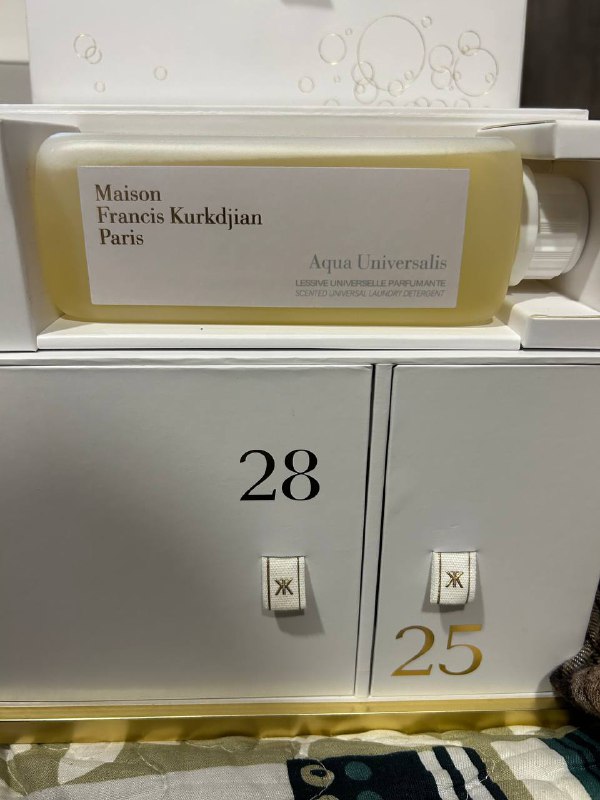 Maison
Francis Kurkdjian
Paris
Aqua Universalis
LESSIVE UNIVERSELLE PARFUMANTE
SCENTED UNIVERSAL LAUNDRY DETERGENT
28
25